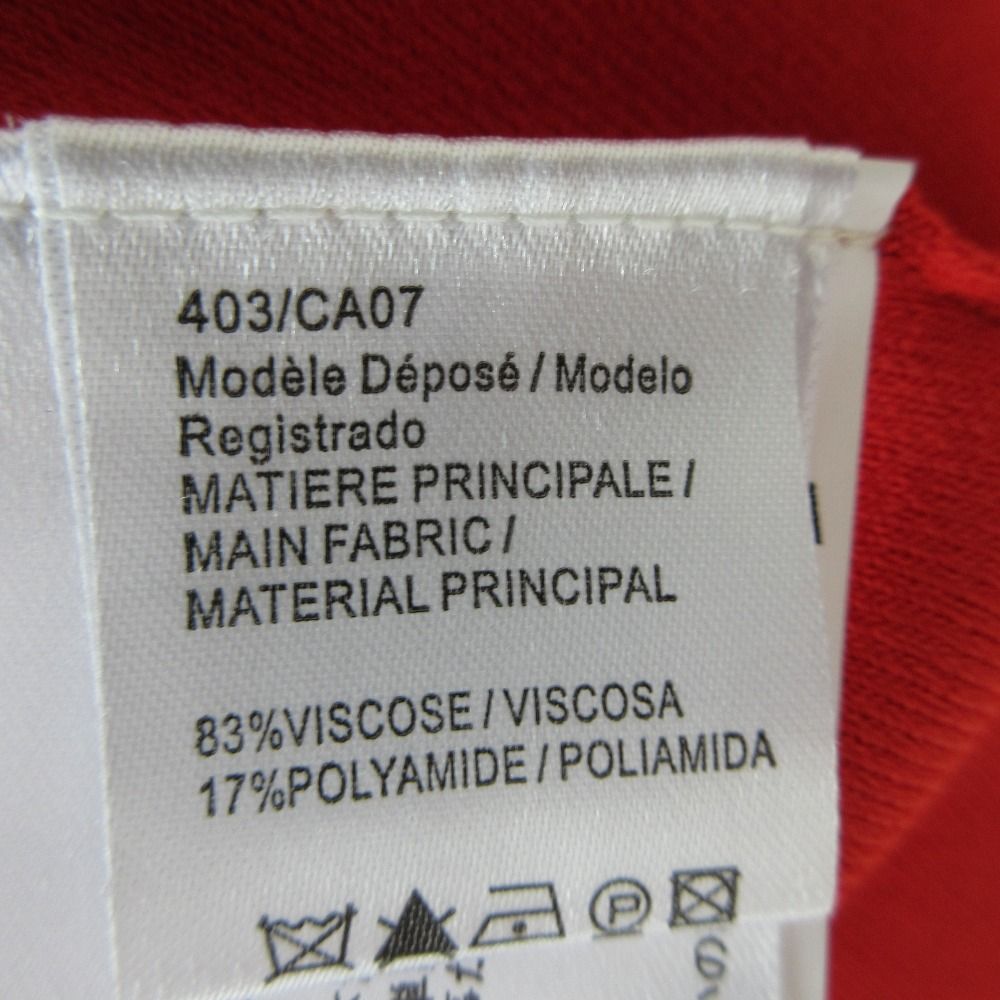 403/CA07
Modèle Déposé / Modelo
Registrado
MATIERE PRINCIPALE /
MAIN FABRIC /
MATERIAL PRINCIPAL
83%VISCOSE / VISCOSA
17%POLYAMIDE / POLIAMIDA
P